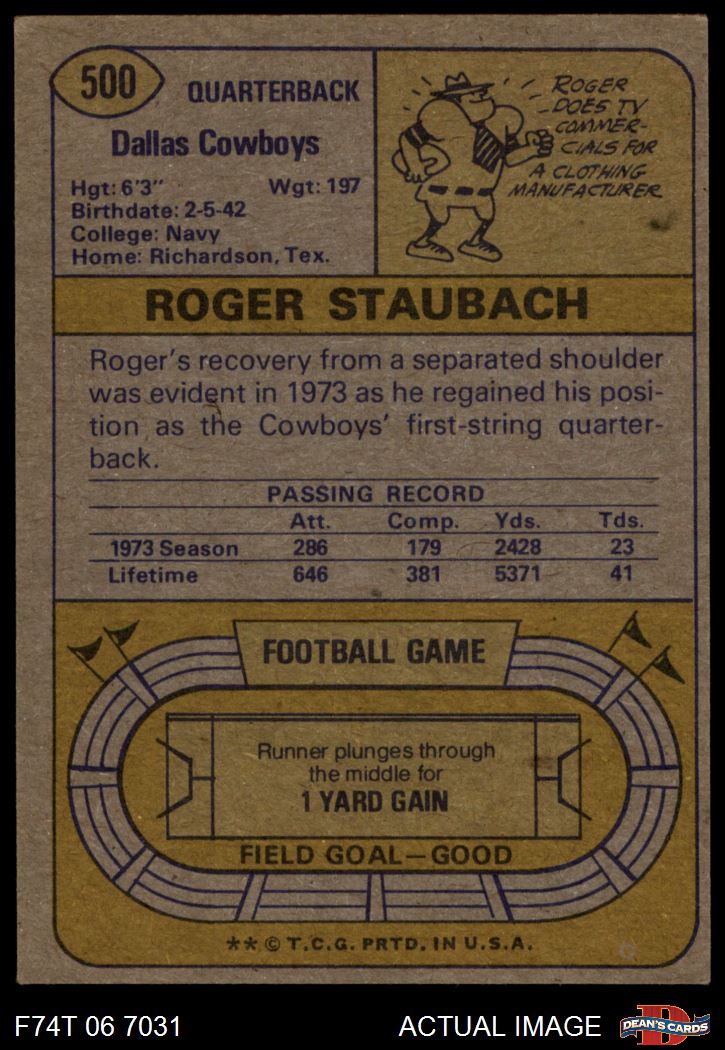 500
QUARTERBACK
Dallas Cowboys
Hgt: 6'3" Wgt: 197
Birthdate: 2-5-42
College: Navy
Home: Richardson, Tex.
ROGER
DOES TV
COMMER-
CIALS FOR
A CLOTHING
MANUFACTURER
ROGER STAUBACH
Roger's recovery from a separated shoulder
was evident in 1973 as he regained his posi-
tion as the Cowboys' first-string quarter-
back.
PASSING RECORD
Att. Comp. Yds. Tds.
1973 Season 286 179 2428 23
Lifetime 646 381 5371 41
FOOTBALL GAME
Runner plunges through
the middle for
1 YARD GAIN
FIELD GOAL—GOOD
** © T.C.G. PRTD. IN U.S.A.
F74T 06 7031 ACTUAL IMAGE
D
DEAN'S CARDS